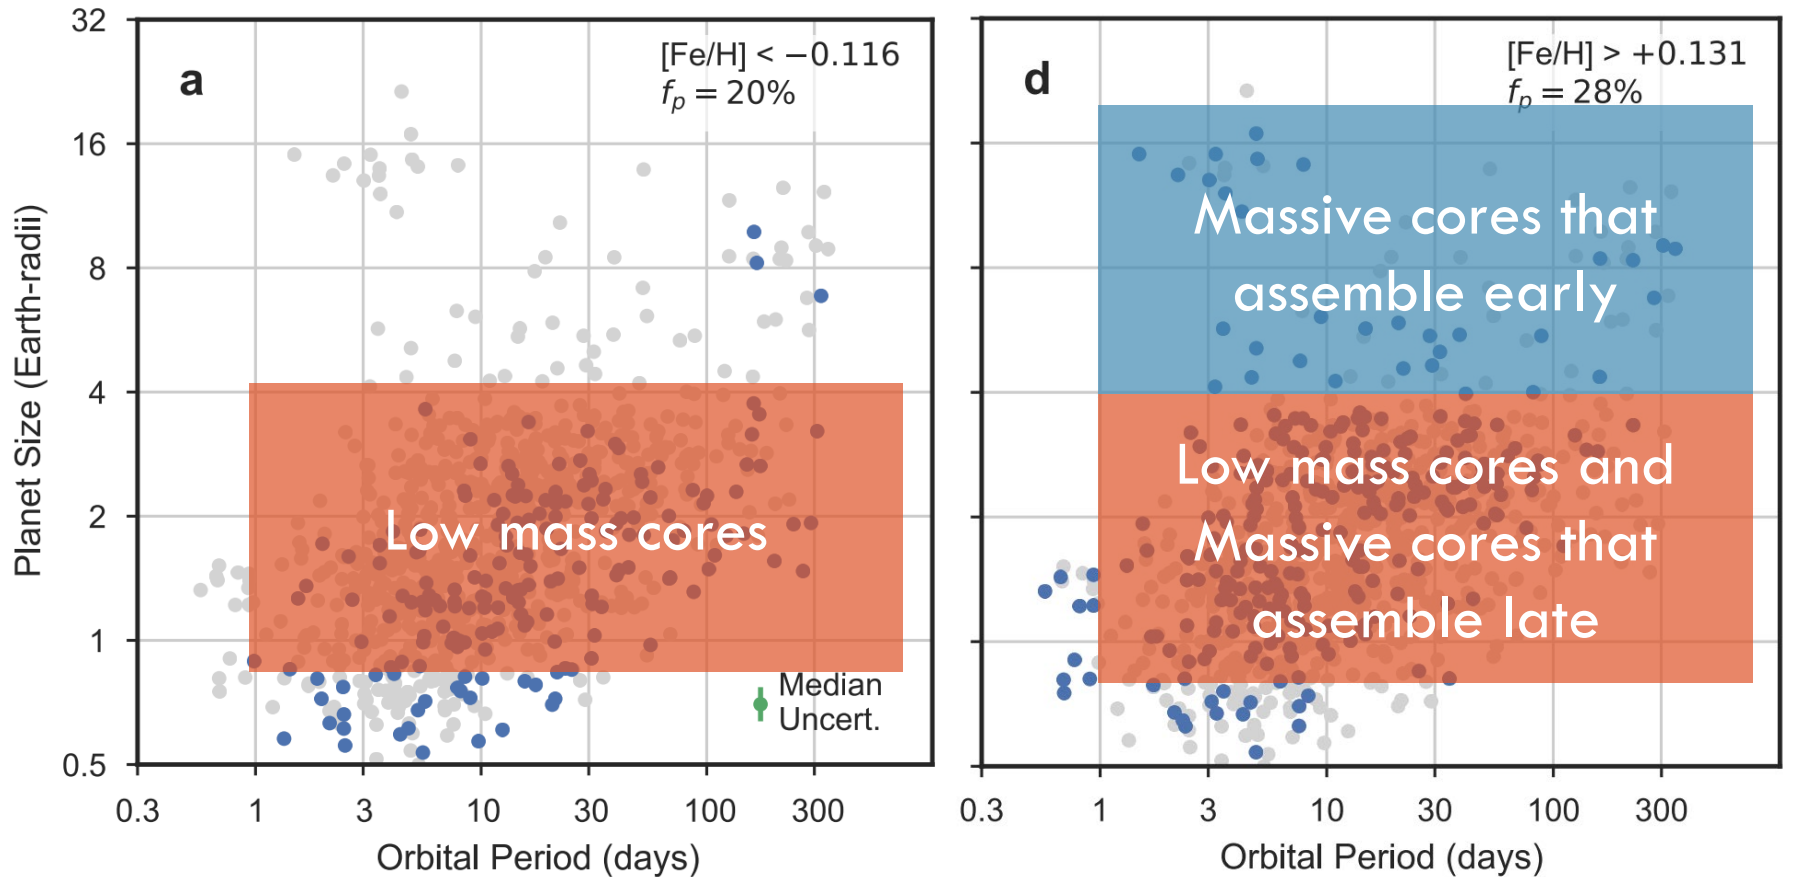 32
16
8
4
2
1
0.5
Planet Size (Earth-radii)
a
[Fe/H] < −0.116
fp = 20%
Low mass cores
Median
Uncert.
0.3 1 3 10 30 100 300
Orbital Period (days)
d
[Fe/H] > +0.131
fp = 28%
Massive cores that
assemble early
Low mass cores and
Massive cores that
assemble late
0.3 1 3 10 30 100 300
Orbital Period (days)